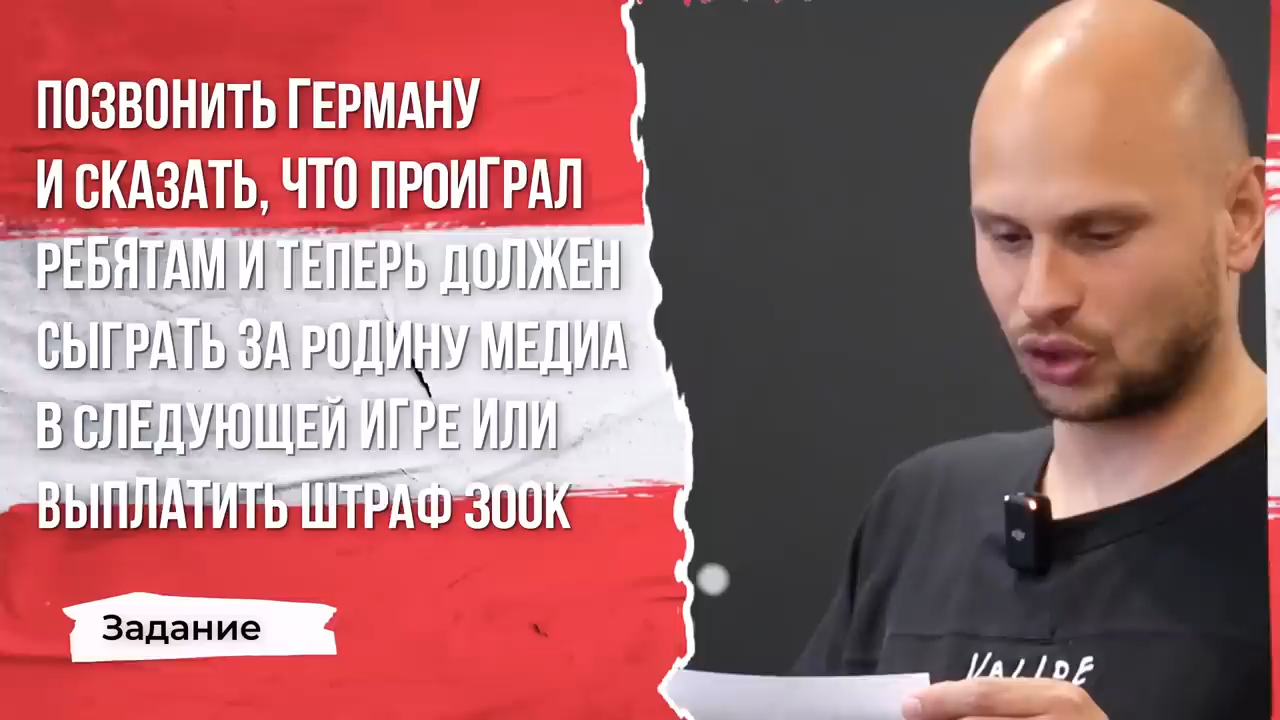 ПОЗВОНИТЬ ГЕРМАНУ
И СКАЗАТЬ, ЧТО ПРОИГРАЛ
РЕБЯТАМ И ТЕПЕРЬ ДОЛЖЕН
СЫГРАТЬ ЗА РОДИНУ МЕДИА
В СЛЕДУЮЩЕЙ ИГРЕ ИЛИ
ВЫПЛАТИТЬ ШТРАФ 300К
Задание
VALIDE